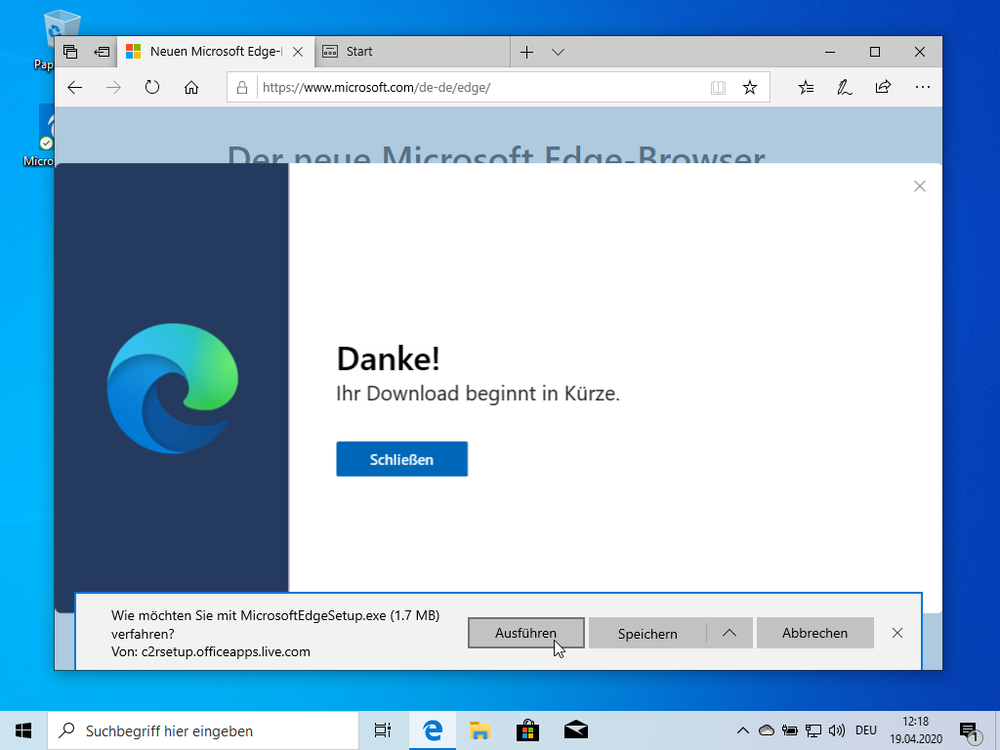 Pap
Micro
Neuen Microsoft Edge-
Start
https://www.microsoft.com/de-de/edge/
Der neue Microsoft Edge-Browser
Danke!
Ihr Download beginnt in Kürze.
Schließen
Wie möchten Sie mit MicrosoftEdgeSetup.exe (1.7 MB)
verfahren?
Von: c2rsetup.officeapps.live.com
Ausführen
Speichern
Abbrechen
Suchbegriff hier eingeben
DEU
12:18
19.04.2020
1